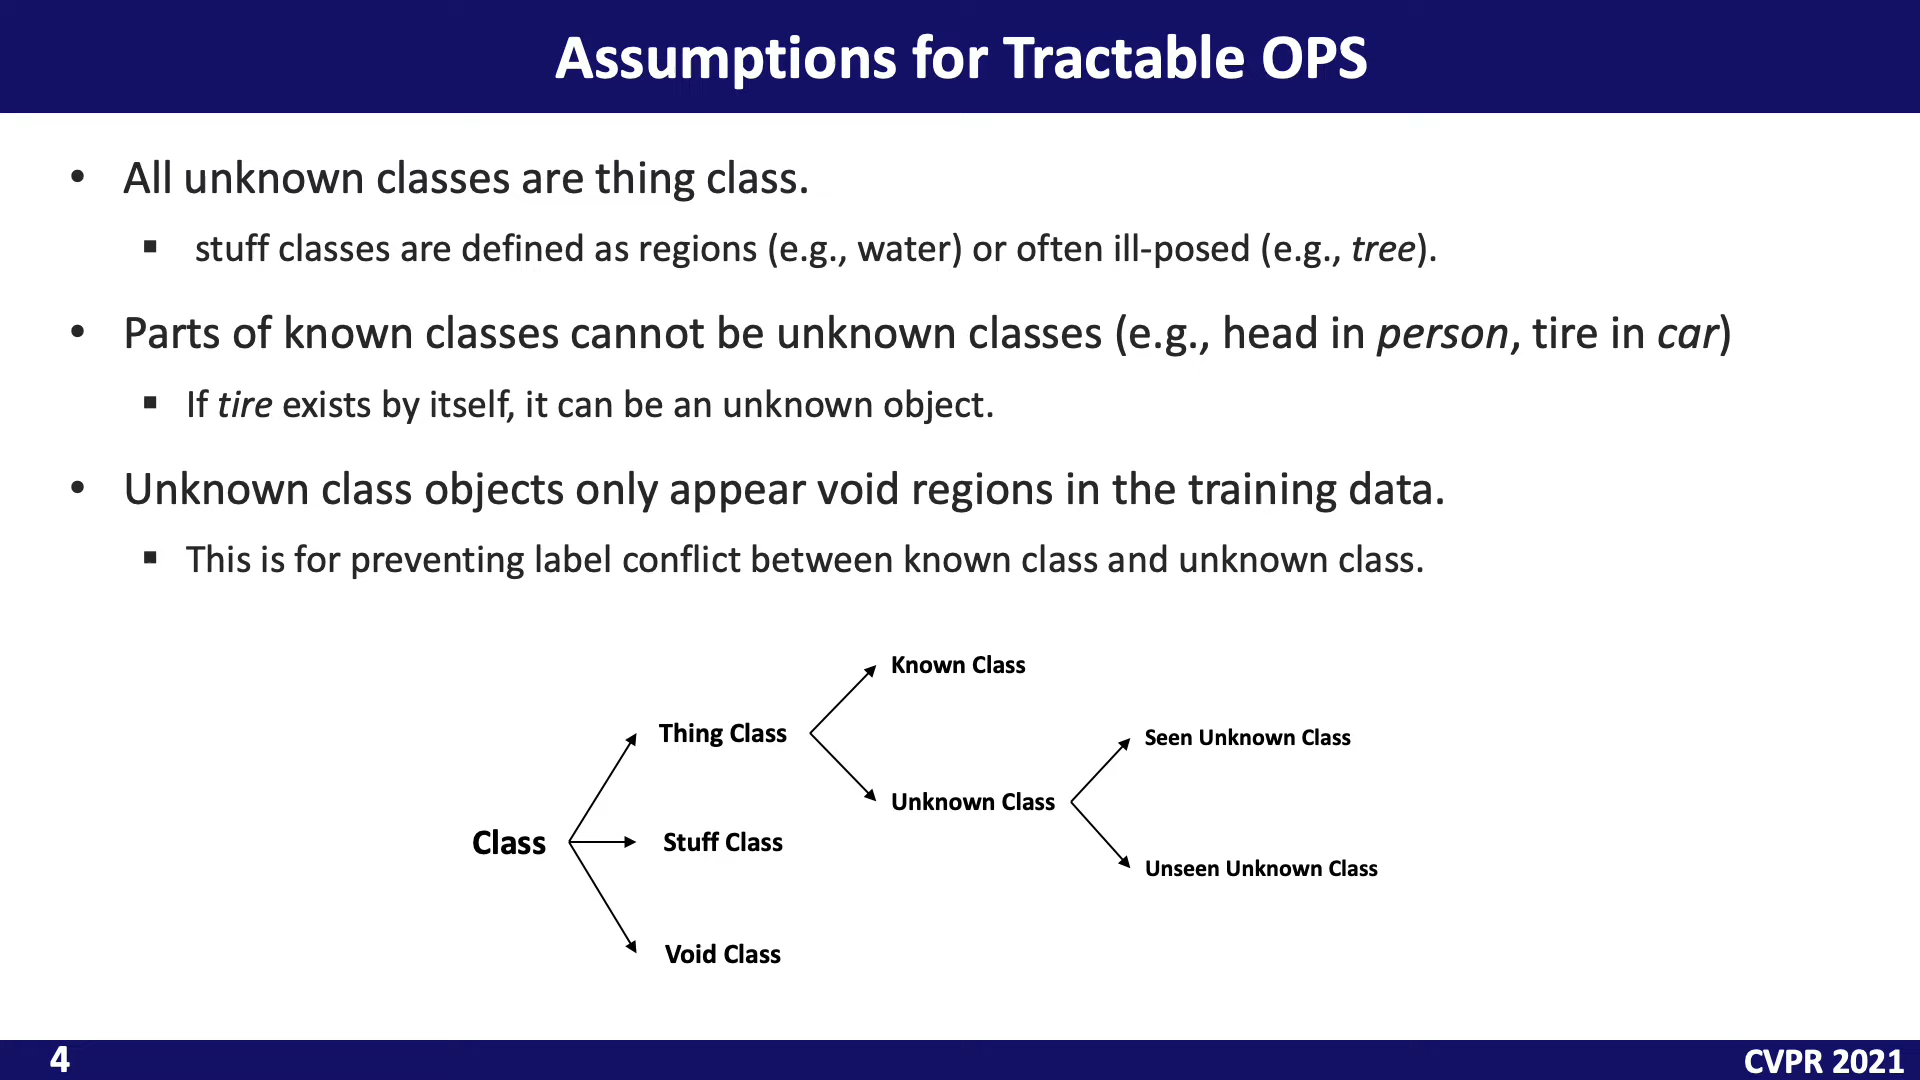 Assumptions for Tractable OPS
• All unknown classes are thing class.
▪ stuff classes are defined as regions (e.g., water) or often ill-posed (e.g., tree).
• Parts of known classes cannot be unknown classes (e.g., head in person, tire in car)
▪ If tire exists by itself, it can be an unknown object.
• Unknown class objects only appear void regions in the training data.
▪ This is for preventing label conflict between known class and unknown class.
Known Class
Thing Class
Seen Unknown Class
Unknown Class
Class
Stuff Class
Unseen Unknown Class
Void Class
4
CVPR 2021